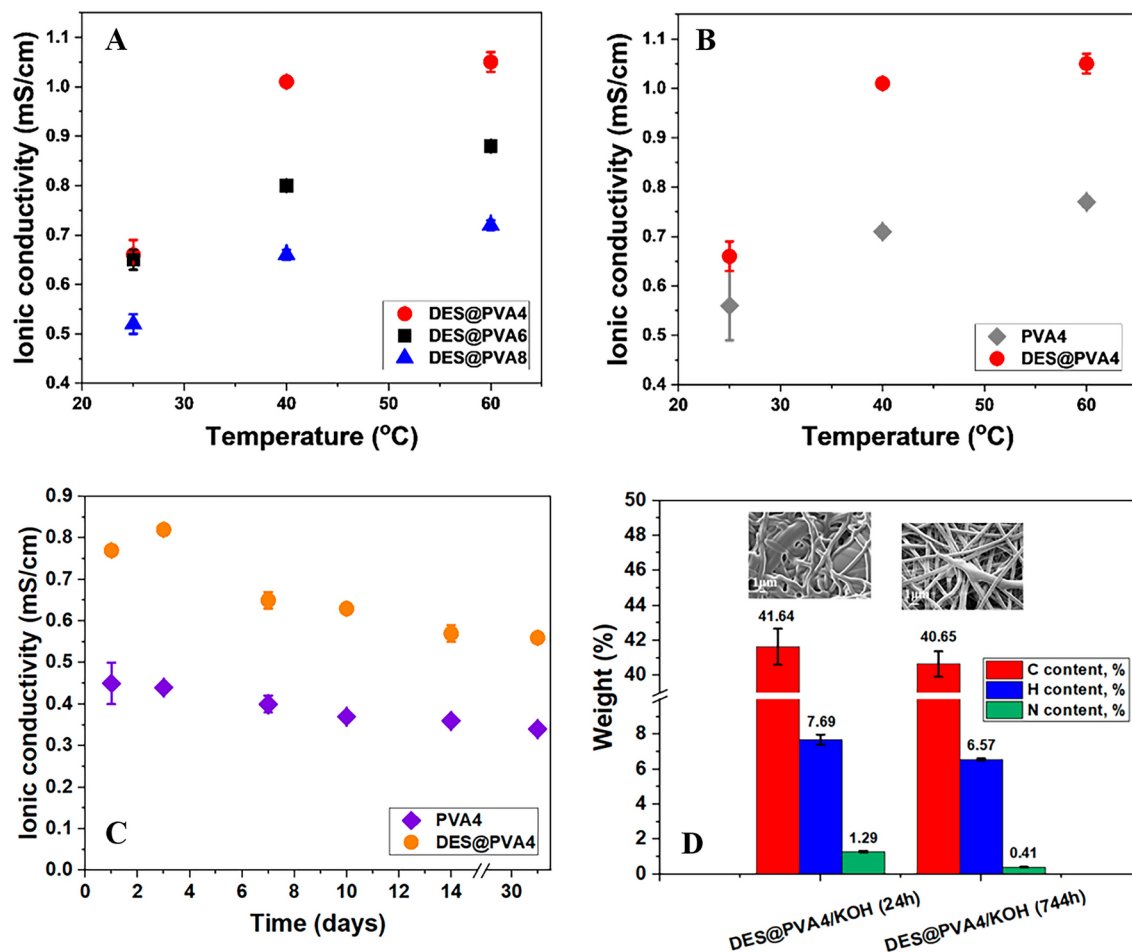 A
Ionic conductivity (mS/cm)
1.1
1.0
0.9
0.8
0.7
0.6
0.5
0.4
20
30
40
50
60
Temperature (°C)
DES@PVA4
DES@PVA6
DES@PVA8
B
Ionic conductivity (mS/cm)
1.1
1.0
0.9
0.8
0.7
0.6
0.5
0.4
20
30
40
50
60
Temperature (°C)
PVA4
DES@PVA4
C
Ionic conductivity (mS/cm)
0.9
0.8
0.7
0.6
0.5
0.4
0.3
0.2
0.1
0.0
0
2
4
6
8
10
12
14
30
Time (days)
PVA4
DES@PVA4
D
Weight (%)
50
48
46
44
42
40
8
6
4
2
0
1μm
1μm
41.64
7.69
1.29
40.65
6.57
0.41
C content, %
H content, %
N content, %
DES@PVA4/KOH (24h)
DES@PVA4/KOH (744h)